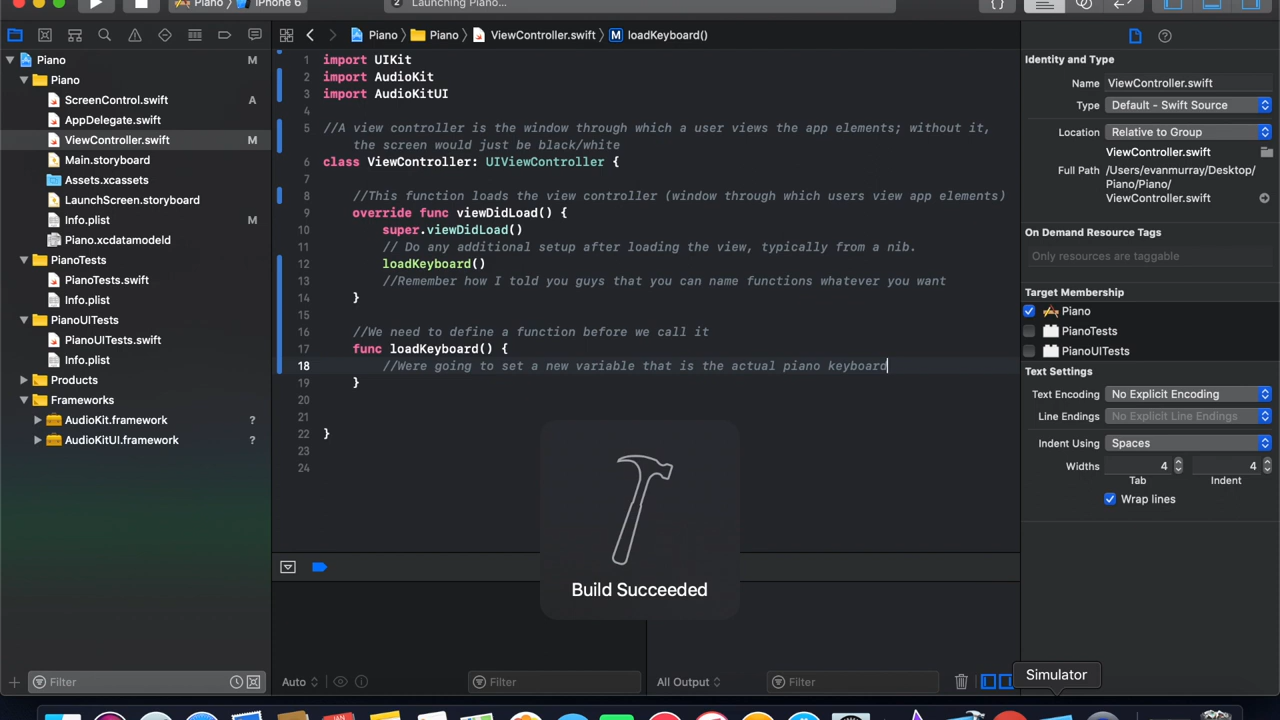 Piano iPhone 6
2 Launching Piano...
{}
Piano Piano ViewController.swift M loadKeyboard()
Piano M
Piano
ScreenControl.swift A
AppDelegate.swift
ViewController.swift M
Main.storyboard
Assets.xcassets
LaunchScreen.storyboard
Info.plist M
Piano.xcdatamodeld
PianoTests
PianoTests.swift
Info.plist
PianoUITests
PianoUITests.swift
Info.plist
Products
Frameworks
AudioKit.framework ?
AudioKitUI.framework ?
Filter
1 import UIKit
2 import AudioKit
3 import AudioKitUI
4
5 //A view controller is the window through which a user views the app elements; without it,
the screen would just be black/white
6 class ViewController: UIViewController {
7
8 //This function loads the view controller (window through which users view app elements)
9 override func viewDidLoad() {
10 super.viewDidLoad()
11 // Do any additional setup after loading the view, typically from a nib.
12 loadKeyboard()
13 //Remember how I told you guys that you can name functions whatever you want
14 }
15
16 //We need to define a function before we call it
17 func loadKeyboard() {
18 //Were going to set a new variable that is the actual piano keyboard
19 }
20
21
22 }
23
24
Build Succeeded
Auto Filter
All Output Filter
Simulator
Identity and Type
Name ViewController.swift
Type Default - Swift Source
Location Relative to Group
ViewController.swift
Full Path /Users/evanmurray/Desktop/
Piano/Piano/
ViewController.swift
On Demand Resource Tags
Only resources are taggable
Target Membership
Piano
PianoTests
PianoUITests
Text Settings
Text Encoding No Explicit Encoding
Line Endings No Explicit Line Endings
Indent Using Spaces
Widths 4 4
Tab Indent
Wrap lines